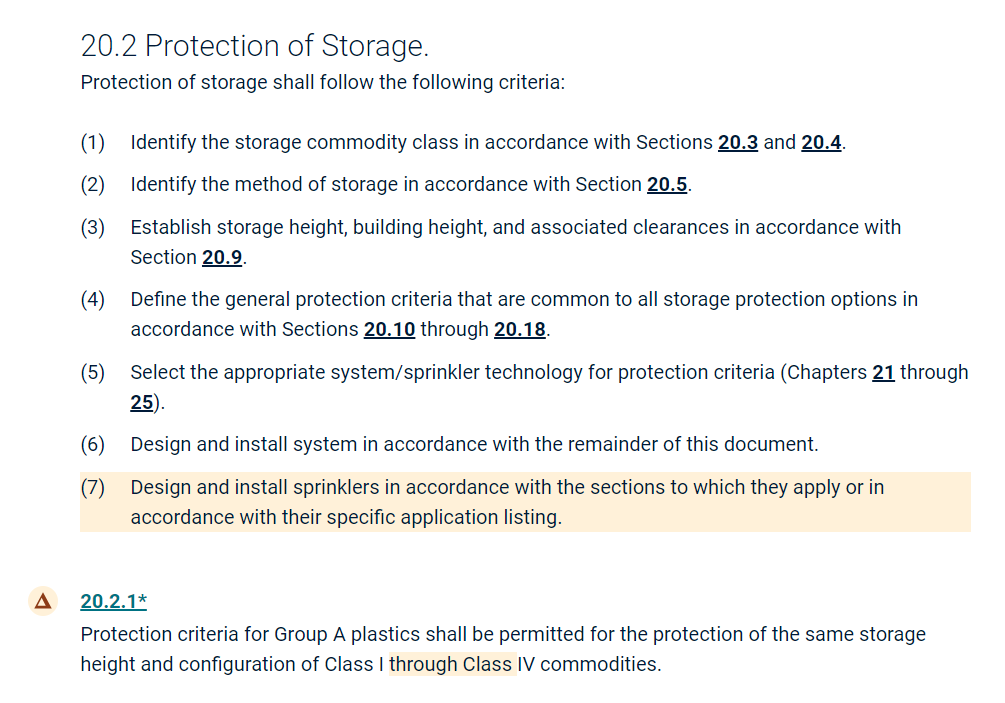 20.2 Protection of Storage.
Protection of storage shall follow the following criteria:
(1) Identify the storage commodity class in accordance with Sections 20.3 and 20.4.
(2) Identify the method of storage in accordance with Section 20.5.
(3) Establish storage height, building height, and associated clearances in accordance with
Section 20.9.
(4) Define the general protection criteria that are common to all storage protection options in
accordance with Sections 20.10 through 20.18.
(5) Select the appropriate system/sprinkler technology for protection criteria (Chapters 21 through
25).
(6) Design and install system in accordance with the remainder of this document.
(7) Design and install sprinklers in accordance with the sections to which they apply or in
accordance with their specific application listing.
Δ 20.2.1*
Protection criteria for Group A plastics shall be permitted for the protection of the same storage
height and configuration of Class I through Class IV commodities.